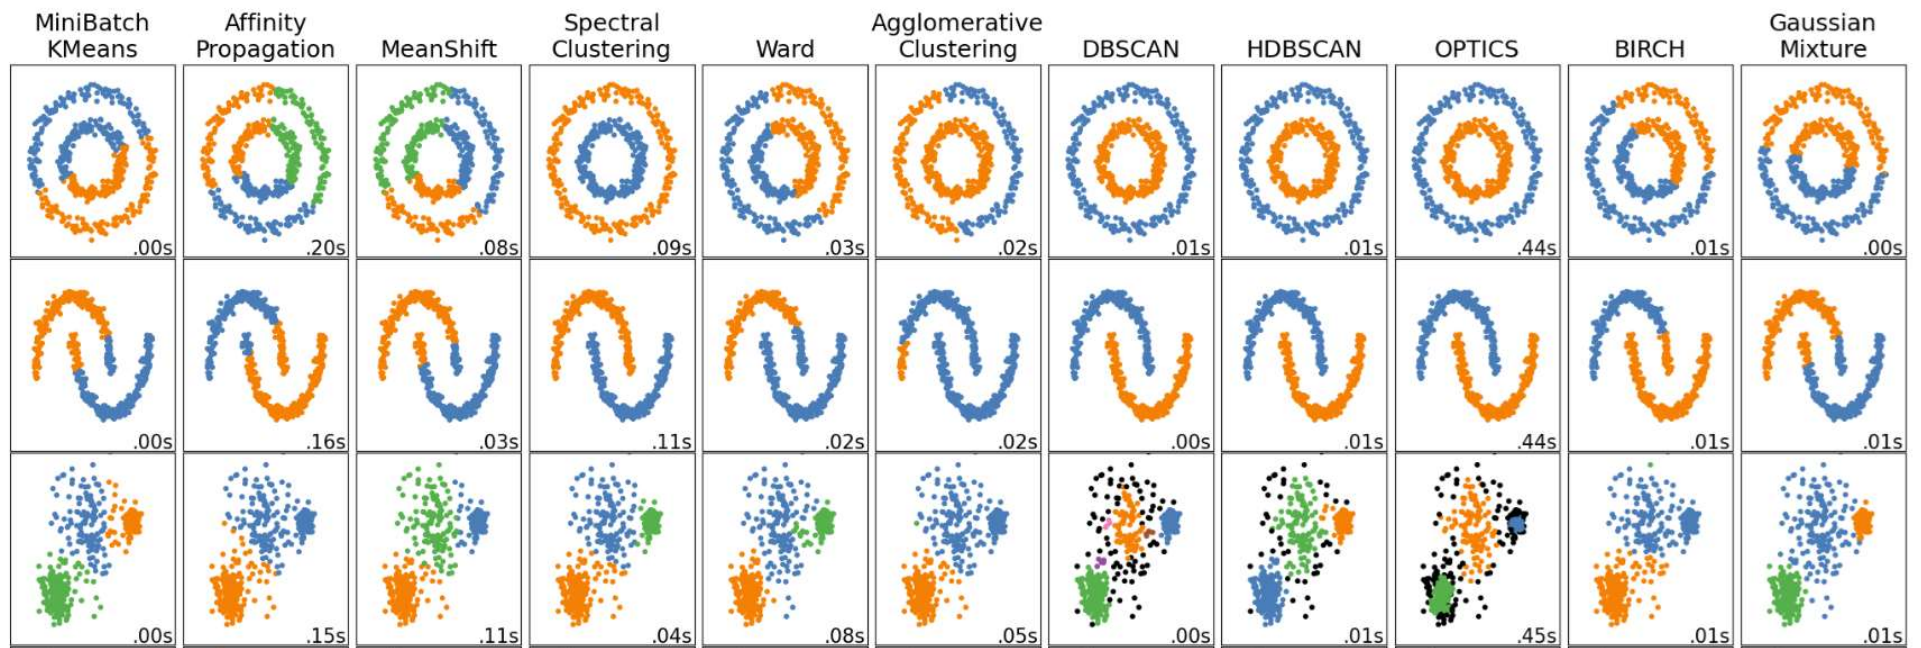 MiniBatch
KMeans
Affinity
Propagation
MeanShift
Spectral
Clustering
Ward
Agglomerative
Clustering
DBSCAN
HDBSCAN
OPTICS
BIRCH
Gaussian
Mixture
.00s
.20s
.08s
.09s
.03s
.02s
.01s
.01s
.44s
.01s
.00s
.00s
.16s
.03s
.11s
.02s
.02s
.00s
.01s
.44s
.01s
.01s
.00s
.15s
.11s
.04s
.08s
.05s
.00s
.01s
.45s
.01s
.01s